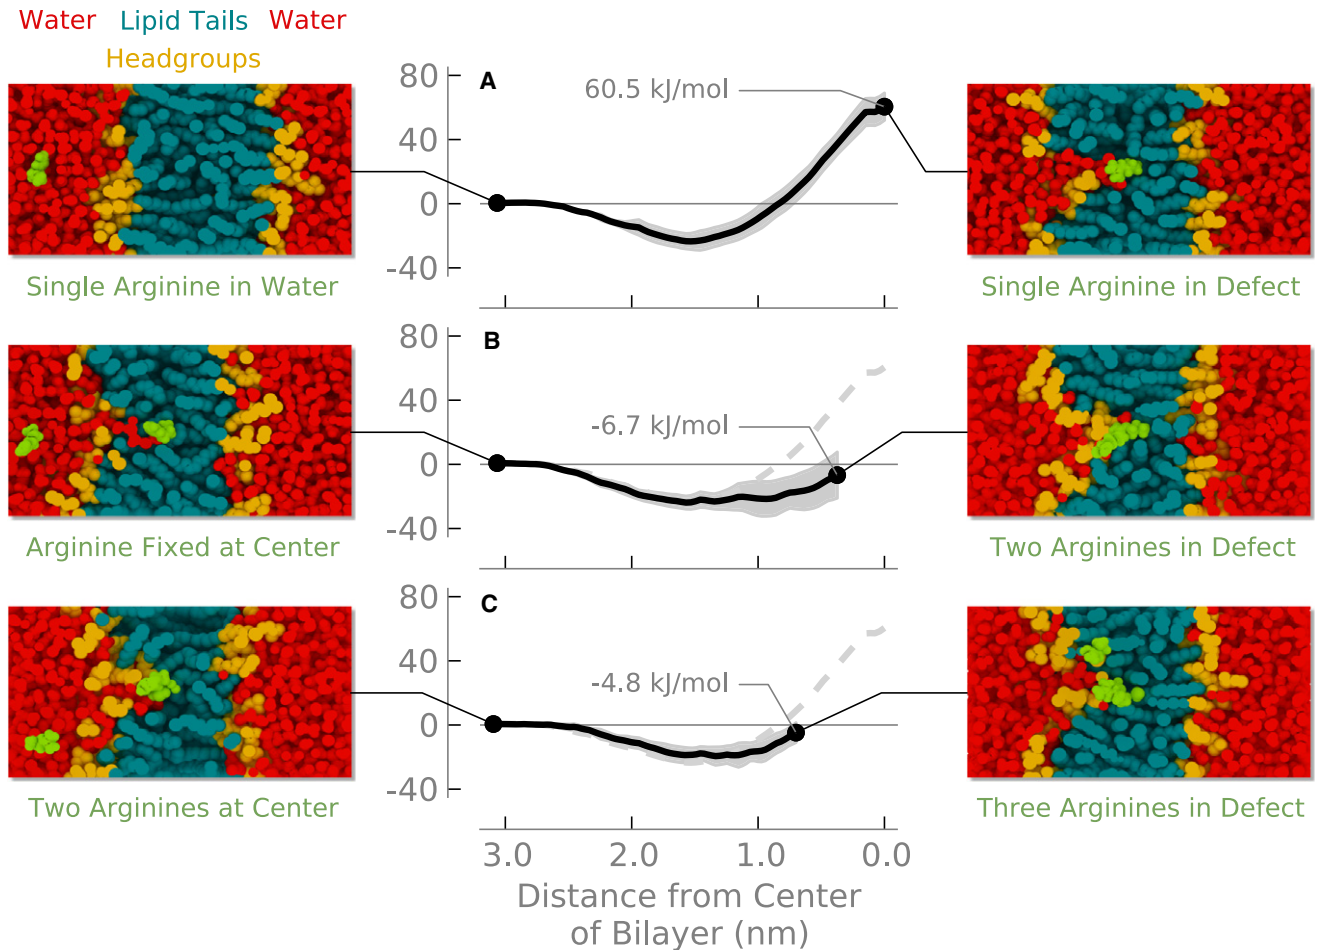 Water Lipid Tails Water
Headgroups
A
80
40
0
-40
60.5 kJ/mol
Single Arginine in Water
Single Arginine in Defect
B
80
40
0
-40
-6.7 kJ/mol
Arginine Fixed at Center
Two Arginines in Defect
C
80
40
0
-40
-4.8 kJ/mol
Two Arginines at Center
Three Arginines in Defect
3.0 2.0 1.0 0.0
Distance from Center
of Bilayer (nm)